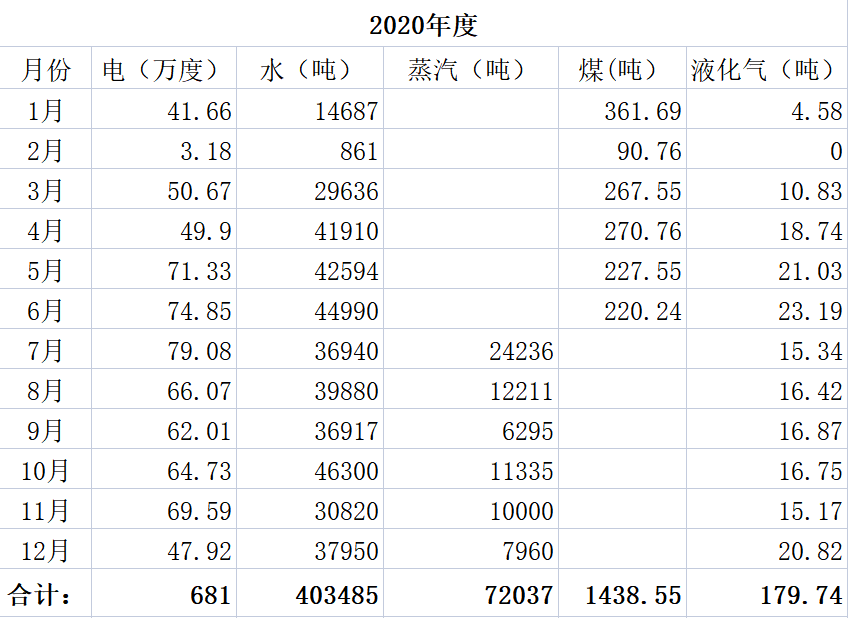 2020年度
月份 电（万度） 水（吨） 蒸汽（吨） 煤(吨） 液化气（吨）
1月 41.66 14687 361.69 4.58
2月 3.18 861 90.76 0
3月 50.67 29636 267.55 10.83
4月 49.9 41910 270.76 18.74
5月 71.33 42594 227.55 21.03
6月 74.85 44990 220.24 23.19
7月 79.08 36940 24236 15.34
8月 66.07 39880 12211 16.42
9月 62.01 36917 6295 16.87
10月 64.73 46300 11335 16.75
11月 69.59 30820 10000 15.17
12月 47.92 37950 7960 20.82
合计： 681 403485 72037 1438.55 179.74